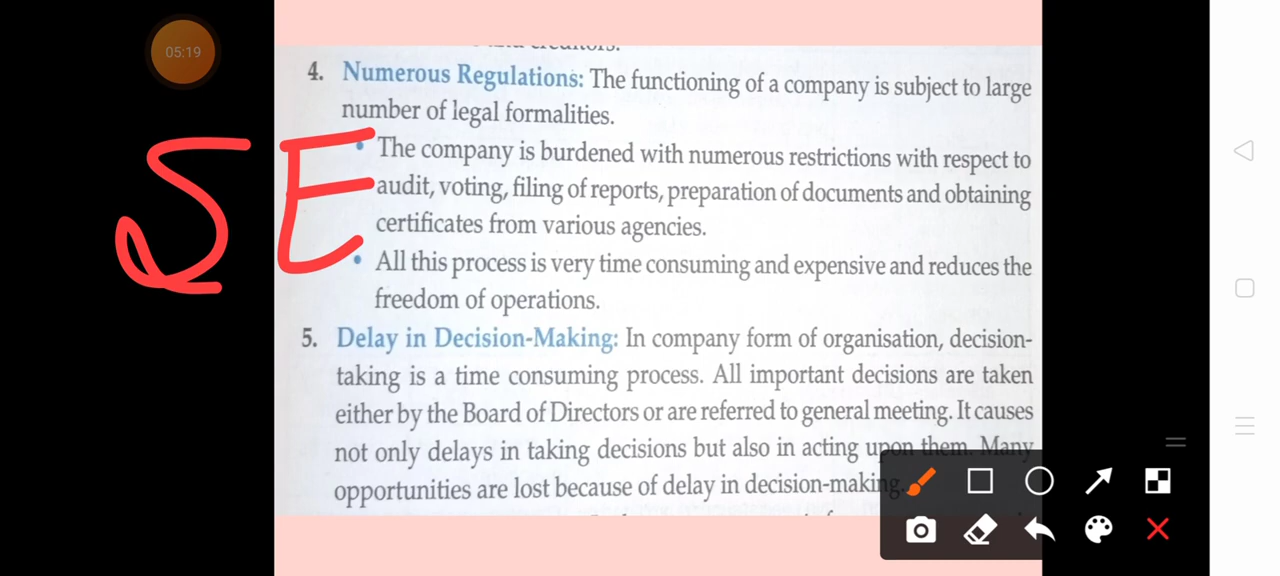 05:19
4. Numerous Regulations: The functioning of a company is subject to large
number of legal formalities.
SE
• The company is burdened with numerous restrictions with respect to
audit, voting, filing of reports, preparation of documents and obtaining
certificates from various agencies.
• All this process is very time consuming and expensive and reduces the
freedom of operations.
5. Delay in Decision-Making: In company form of organisation, decision-
taking is a time consuming process. All important decisions are taken
either by the Board of Directors or are referred to general meeting. It causes
not only delays in taking decisions but also in acting upon them. Many
opportunities are lost because of delay in decision-making.